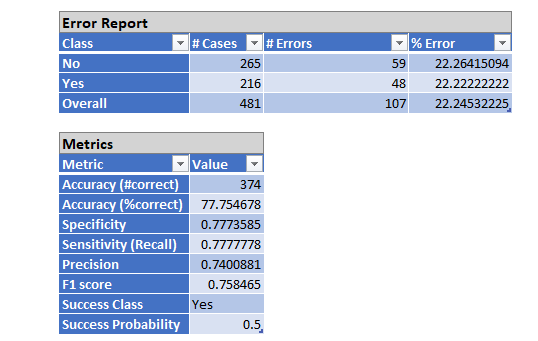 Error Report
Class # Cases # Errors % Error
No 265 59 22.26415094
Yes 216 48 22.22222222
Overall 481 107 22.24532225
Metrics
Metric Value
Accuracy (#correct) 374
Accuracy (%correct) 77.754678
Specificity 0.7773585
Sensitivity (Recall) 0.7777778
Precision 0.7400881
F1 score 0.758465
Success Class Yes
Success Probability 0.5